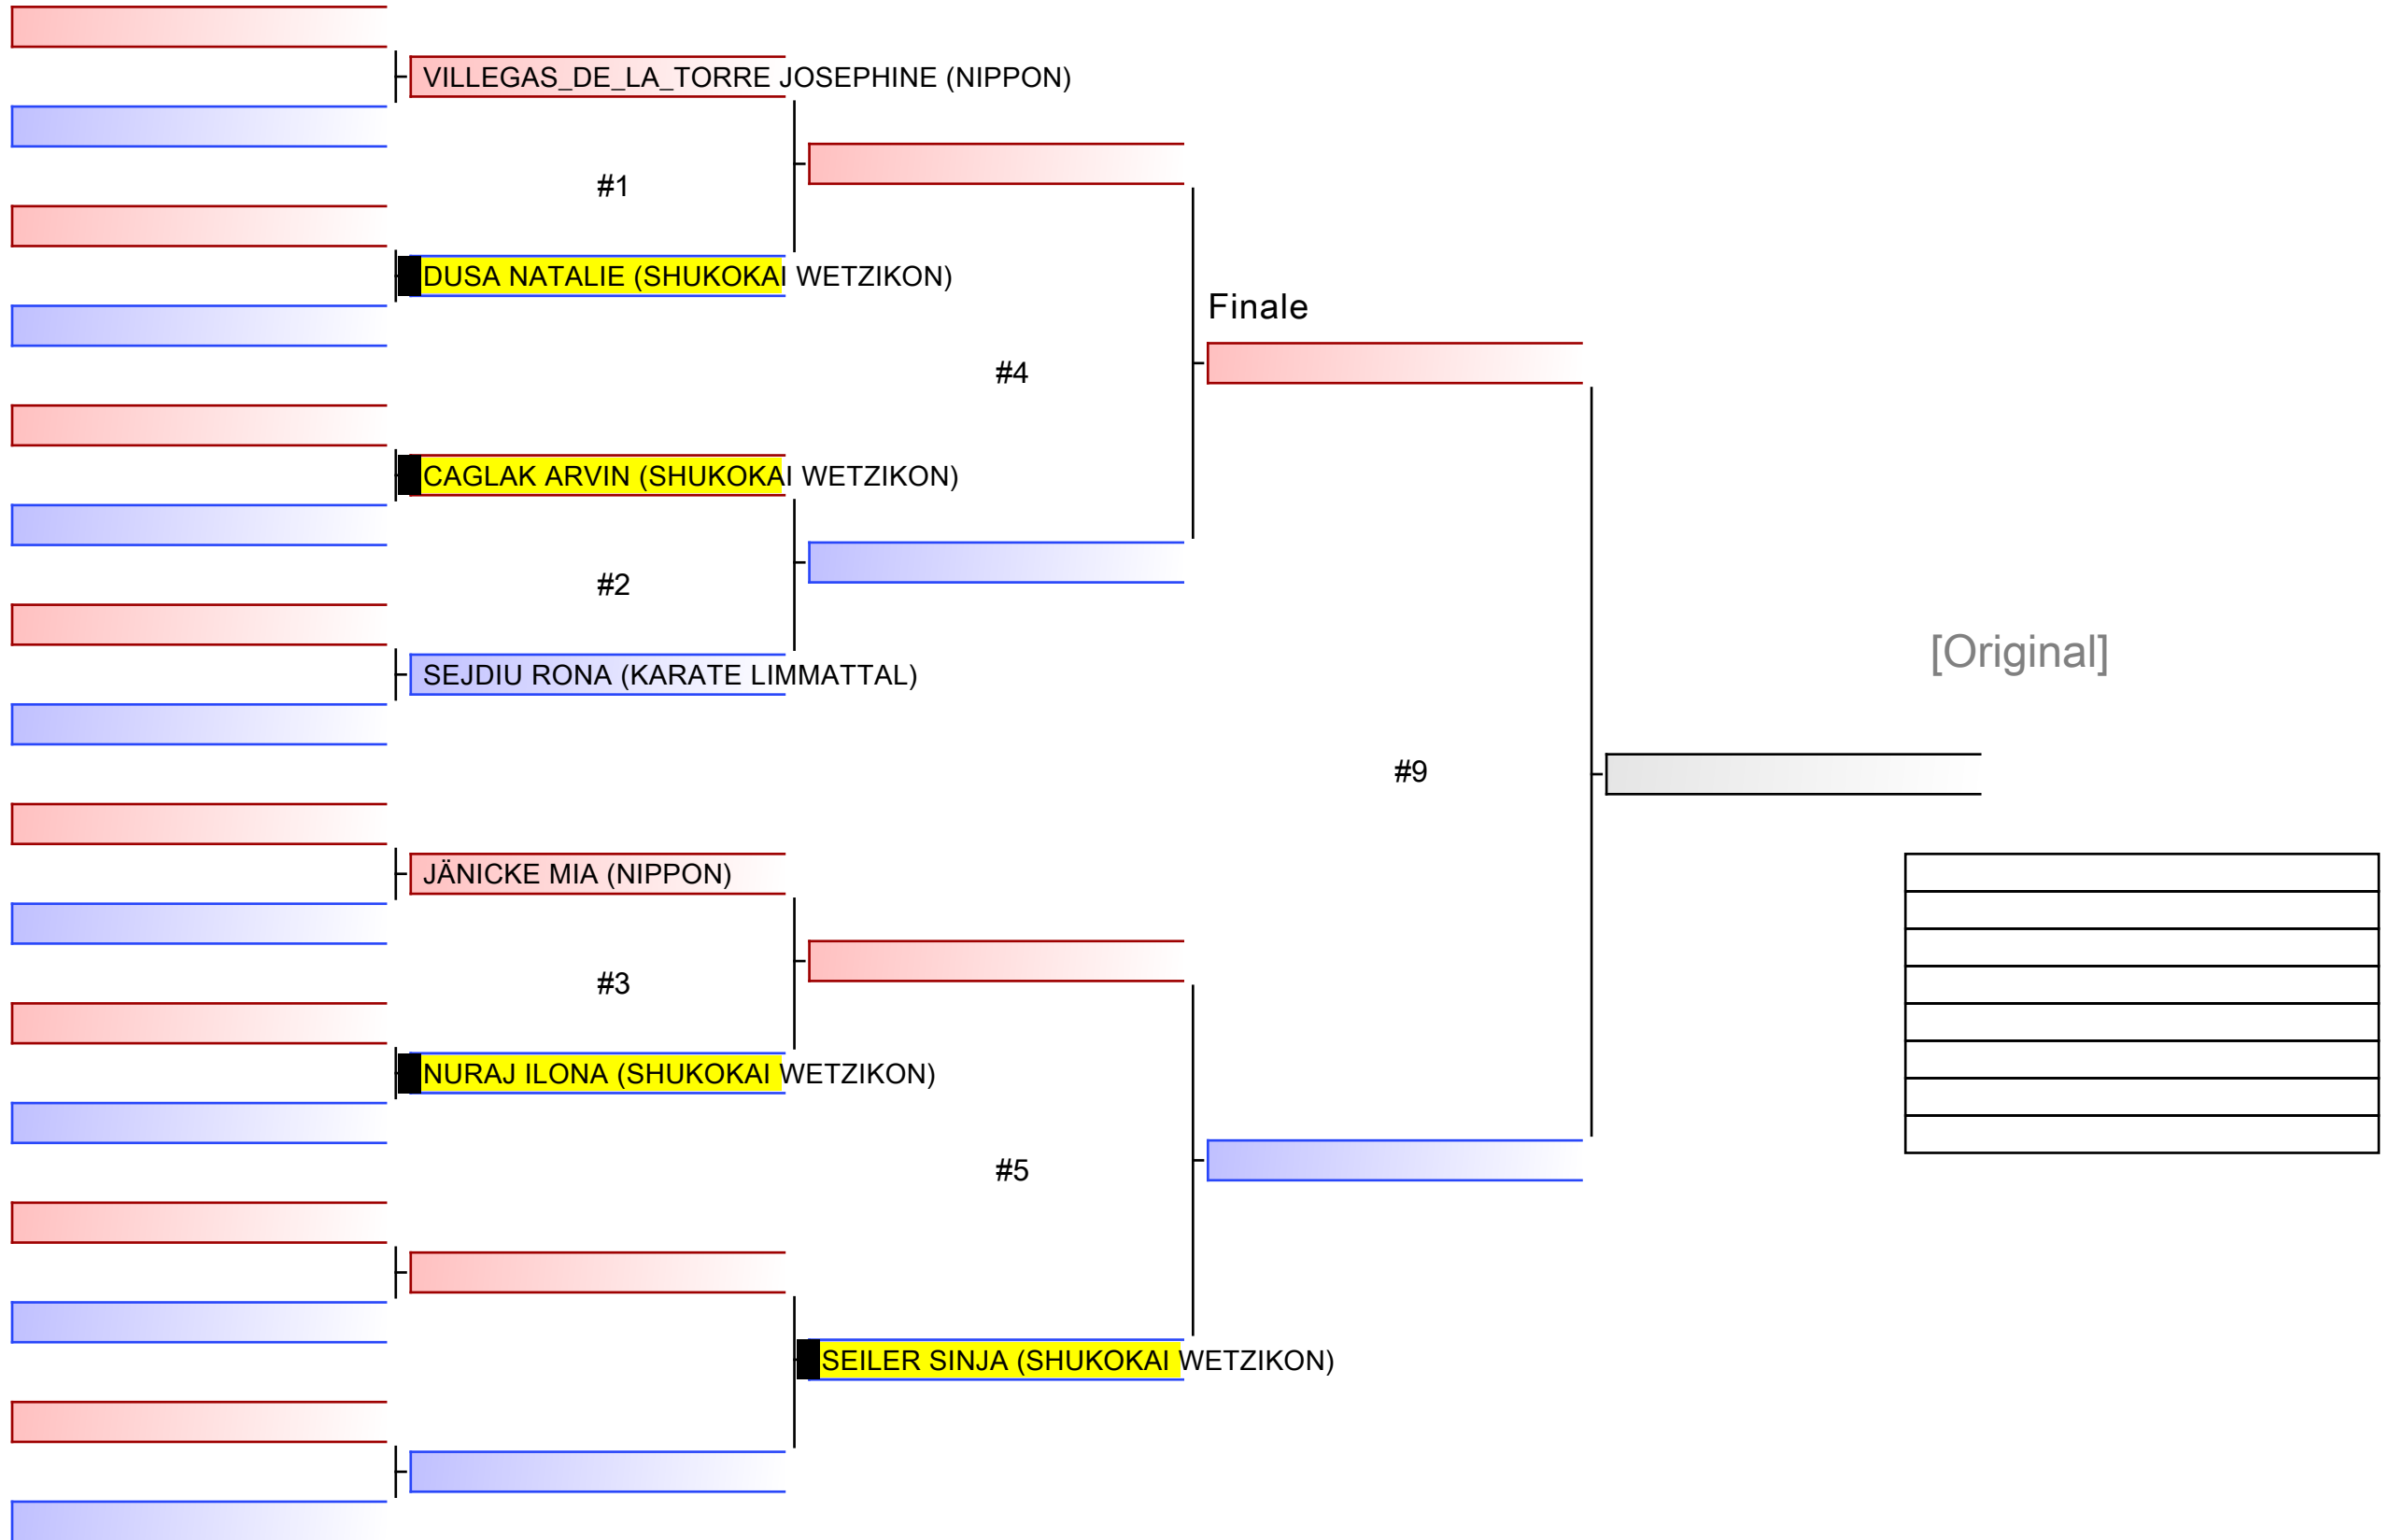 VILLEGAS_DE_LA_TORRE JOSEPHINE (NIPPON)
#1
DUSA NATALIE (SHUKOKAI WETZIKON)
Finale
#4
CAGLAK ARVIN (SHUKOKAI WETZIKON)
#2
[Original]
SEJDIU RONA (KARATE LIMMATTAL)
#9
JÄNICKE MIA (NIPPON)
#3
NURAJ ILONA (SHUKOKAI WETZIKON)
#5
SEILER SINJA (SHUKOKAI WETZIKON)